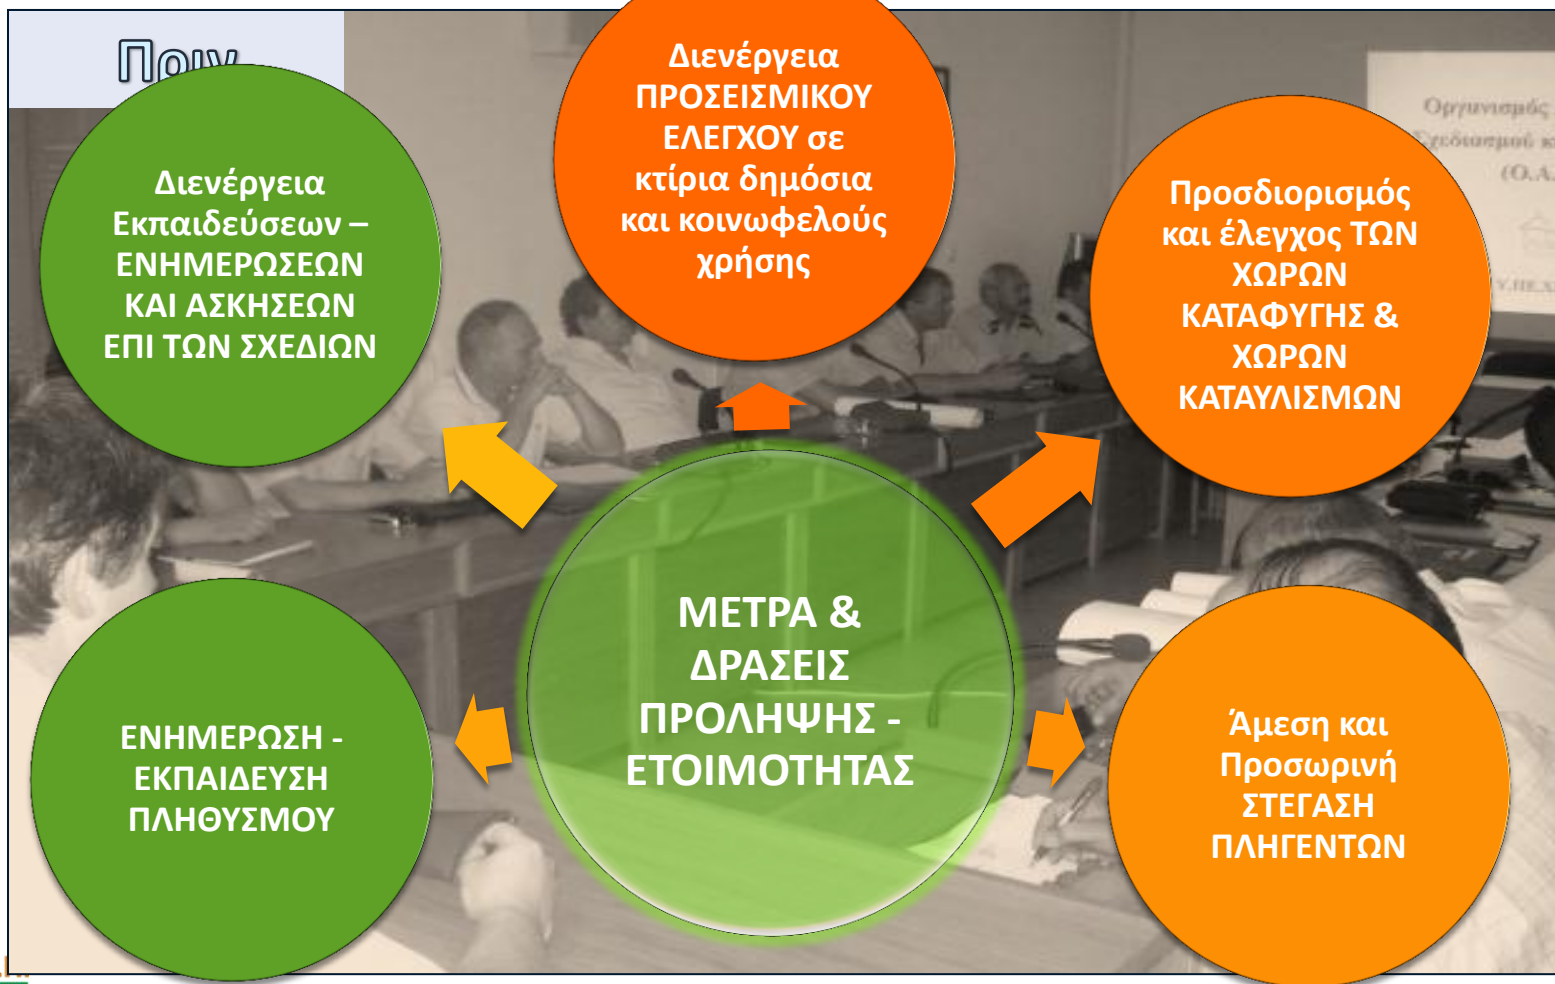 Πριν
Διενέργεια
Εκπαιδεύσεων –
ΕΝΗΜΕΡΩΣΕΩΝ
ΚΑΙ ΑΣΚΗΣΕΩΝ
ΕΠΙ ΤΩΝ ΣΧΕΔΙΩΝ
Διενέργεια
ΠΡΟΣΕΙΣΜΙΚΟΥ
ΕΛΕΓΧΟΥ σε
κτίρια δημόσια
και κοινωφελούς
χρήσης
Οργανισμός
Σχεδιασμού
(Ο.Α.
Προσδιορισμός
και έλεγχος ΤΩΝ
ΧΩΡΩΝ
ΚΑΤΑΦΥΓΗΣ &
ΧΩΡΩΝ
ΚΑΤΑΥΛΙΣΜΩΝ
ΜΕΤΡΑ &
ΔΡΑΣΕΙΣ
ΠΡΟΛΗΨΗΣ -
ΕΤΟΙΜΟΤΗΤΑΣ
ΕΝΗΜΕΡΩΣΗ -
ΕΚΠΑΙΔΕΥΣΗ
ΠΛΗΘΥΣΜΟΥ
Άμεση και
Προσωρινή
ΣΤΕΓΑΣΗ
ΠΛΗΓΕΝΤΩΝ